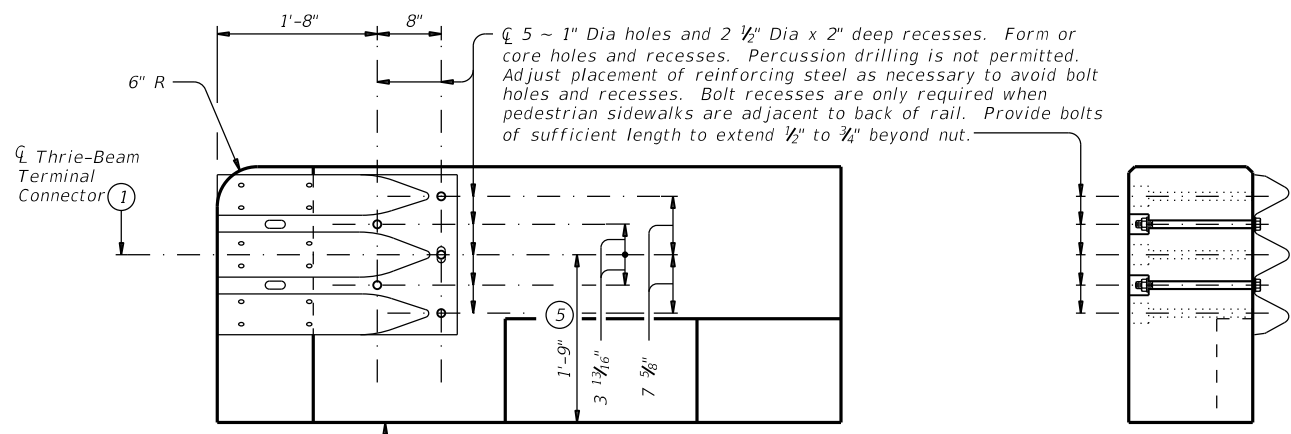 1'-8"
8"
6" R
℄ 5 ~ 1" Dia holes and 2 ½" Dia x 2" deep recesses. Form or
core holes and recesses. Percussion drilling is not permitted.
Adjust placement of reinforcing steel as necessary to avoid bolt
holes and recesses. Bolt recesses are only required when
pedestrian sidewalks are adjacent to back of rail. Provide bolts
of sufficient length to extend ½" to ¾" beyond nut.
℄ Thrie-Beam
Terminal
Connector 1
5
1'-9"
3 13/16"
7 5/8"